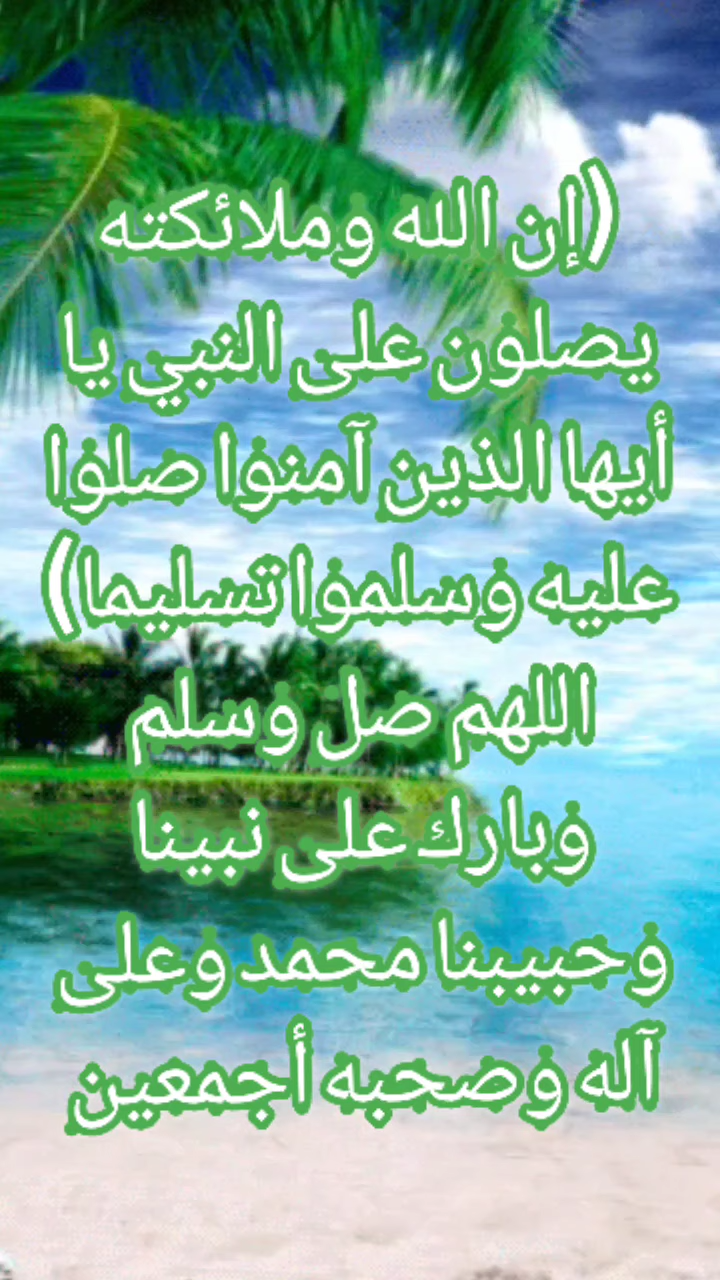 (إن الله وملائكته
يصلون على النبي يا
أيها الذين آمنوا صلوا
عليه وسلموا تسليما)
اللهم صل وسلم
وبارك على نبينا
وحبيبنا محمد وعلى
آله وصحبه أجمعين